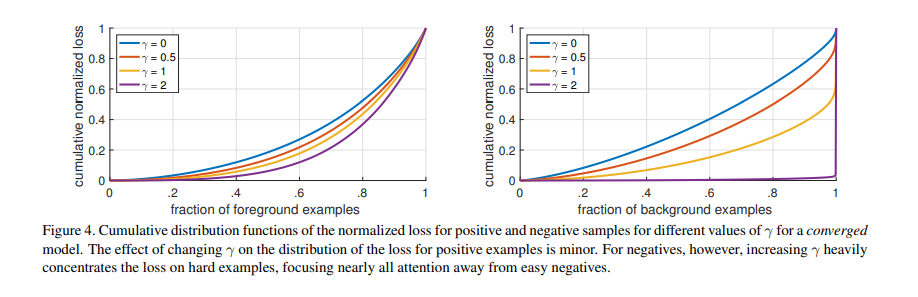 cumulative normalized loss
1
0.8
0.6
0.4
0.2
0
γ = 0
γ = 0.5
γ = 1
γ = 2
0 .2 .4 .6 .8 1
fraction of foreground examples
cumulative normalized loss
1
0.8
0.6
0.4
0.2
0
γ = 0
γ = 0.5
γ = 1
γ = 2
0 .2 .4 .6 .8 1
fraction of background examples
Figure 4. Cumulative distribution functions of the normalized loss for positive and negative samples for different values of γ for a converged
model. The effect of changing γ on the distribution of the loss for positive examples is minor. For negatives, however, increasing γ heavily
concentrates the loss on hard examples, focusing nearly all attention away from easy negatives.